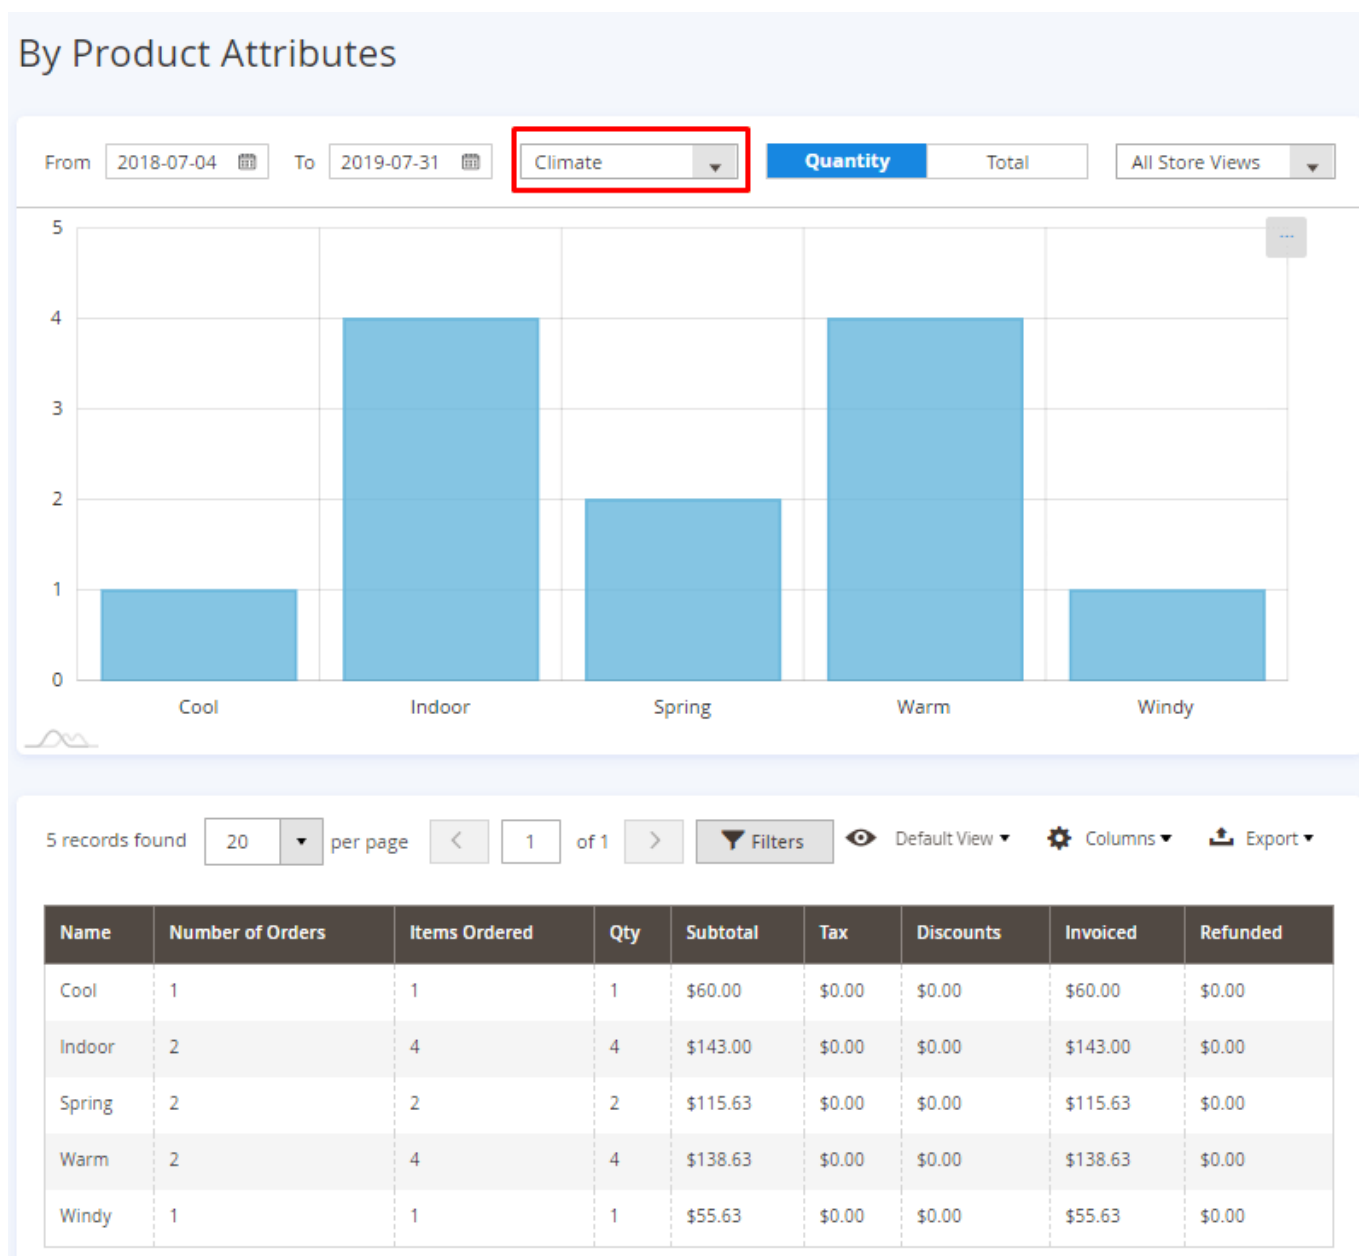 By Product Attributes
From 2018-07-04 To 2019-07-31 Climate Quantity Total All Store Views
...
5
4
3
2
1
0
Cool Indoor Spring Warm Windy
5 records found 20 per page 1 of 1 Filters Default View Columns Export
Name Number of Orders Items Ordered Qty Subtotal Tax Discounts Invoiced Refunded
Cool 1 1 1 $60.00 $0.00 $0.00 $60.00 $0.00
Indoor 2 4 4 $143.00 $0.00 $0.00 $143.00 $0.00
Spring 2 2 2 $115.63 $0.00 $0.00 $115.63 $0.00
Warm 2 4 4 $138.63 $0.00 $0.00 $138.63 $0.00
Windy 1 1 1 $55.63 $0.00 $0.00 $55.63 $0.00